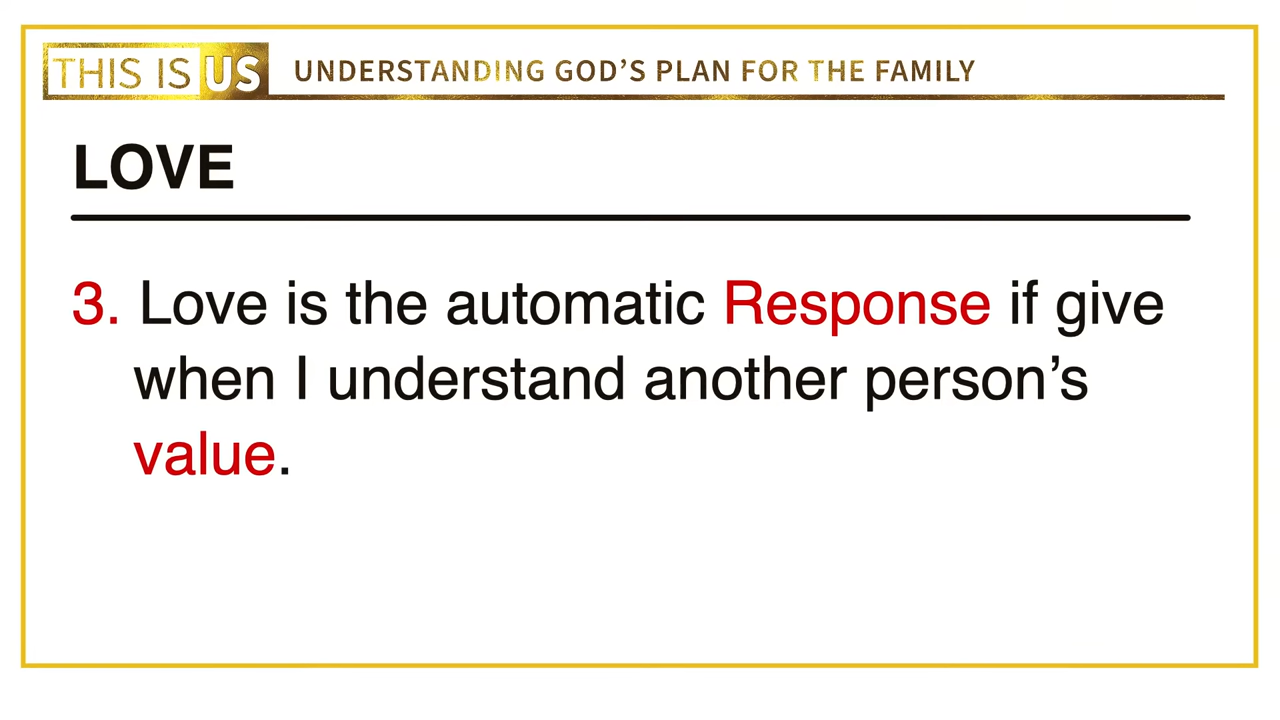 THIS IS US UNDERSTANDING GOD’S PLAN FOR THE FAMILY
LOVE
3. Love is the automatic Response if give
when I understand another person’s
value.